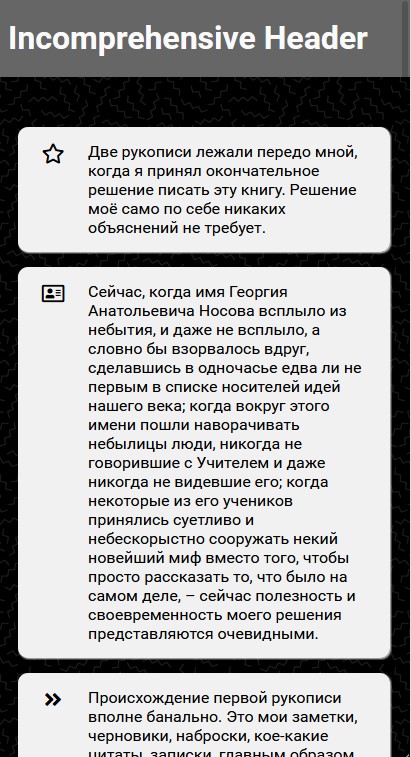 Incomprehensive Header
Две рукописи лежали передо мной,
когда я принял окончательное
решение писать эту книгу. Решение
моё само по себе никаких
объяснений не требует.
Сейчас, когда имя Георгия
Анатольевича Носова всплыло из
небытия, и даже не всплыло, а
словно бы взорвалось вдруг,
сделавшись в одночасье едва ли не
первым в списке носителей идей
нашего века; когда вокруг этого
имени пошли наворачивать
небылицы люди, никогда не
говорившие с Учителем и даже
никогда не видевшие его; когда
некоторые из его учеников
принялись суетливо и
небескорыстно сооружать некий
новейший миф вместо того, чтобы
просто рассказать то, что было на
самом деле, – сейчас полезность и
своевременность моего решения
представляются очевидными.
Происхождение первой рукописи
вполне банально. Это мои заметки,
черновики, наброски, кое-какие
цитаты, записки, главным образом